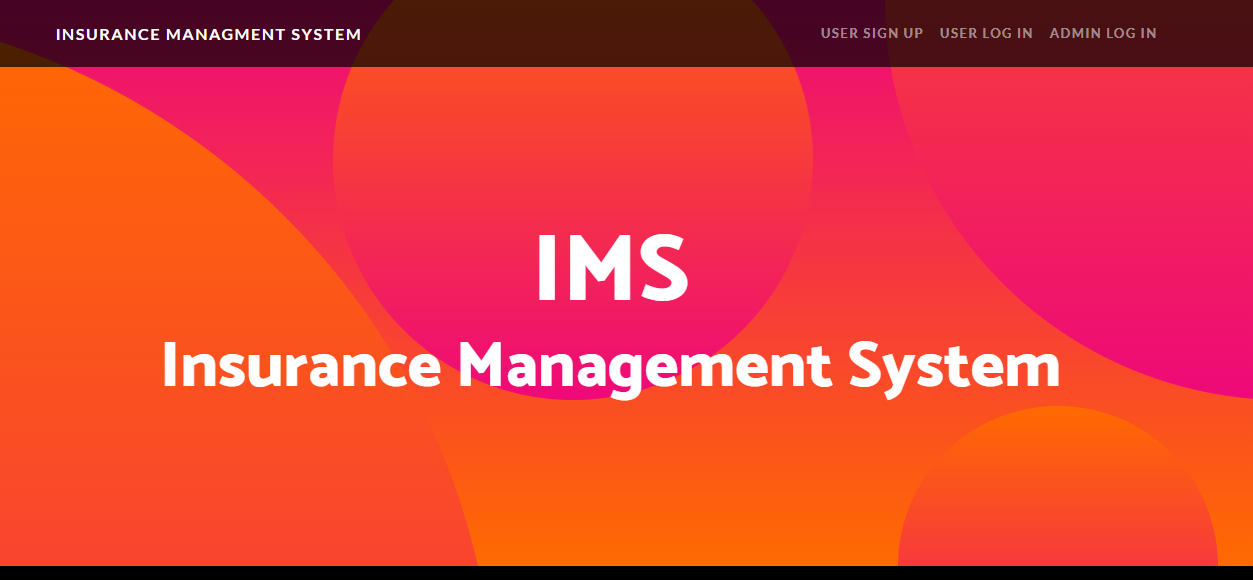 INSURANCE MANAGMENT SYSTEM
USER SIGN UP
USER LOG IN
ADMIN LOG IN
IMS
Insurance Management System